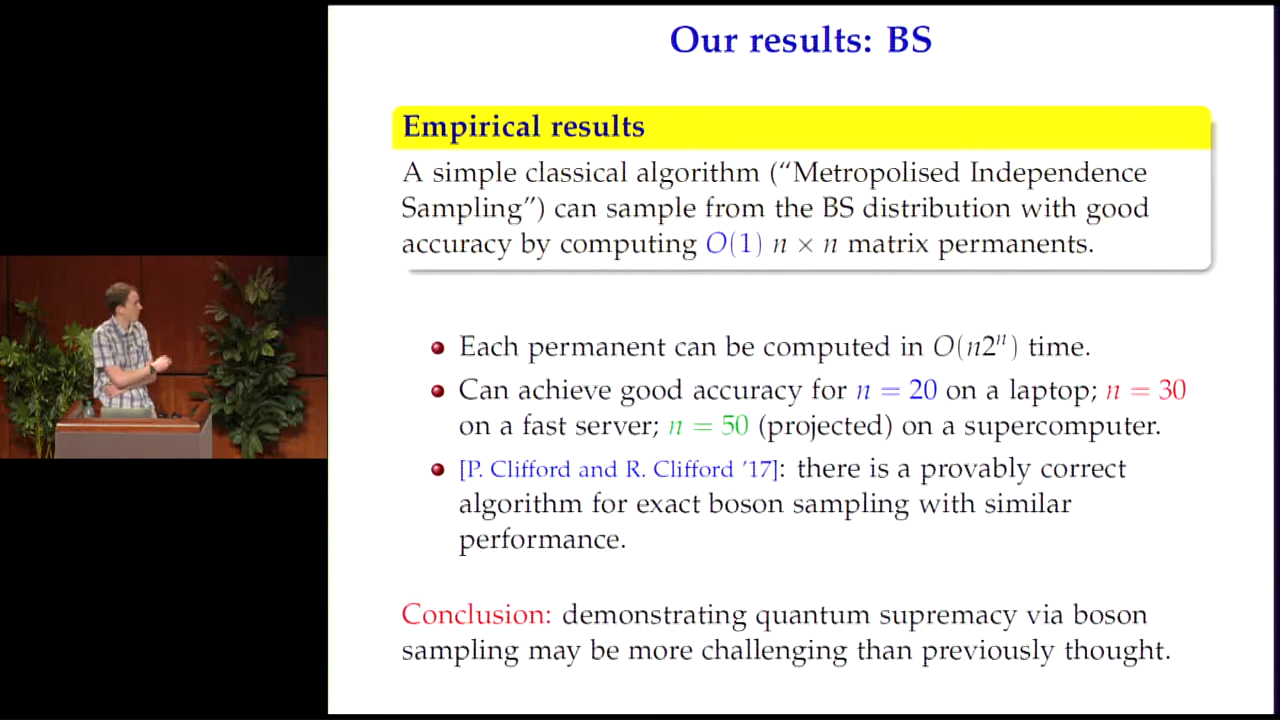 Our results: BS
Empirical results
A simple classical algorithm (“Metropolised Independence
Sampling”) can sample from the BS distribution with good
accuracy by computing O(1) n × n matrix permanents.
Each permanent can be computed in O(n2ⁿ) time.
Can achieve good accuracy for n = 20 on a laptop; n = 30
on a fast server; n = 50 (projected) on a supercomputer.
[P. Clifford and R. Clifford ’17]: there is a provably correct
algorithm for exact boson sampling with similar
performance.
Conclusion: demonstrating quantum supremacy via boson
sampling may be more challenging than previously thought.